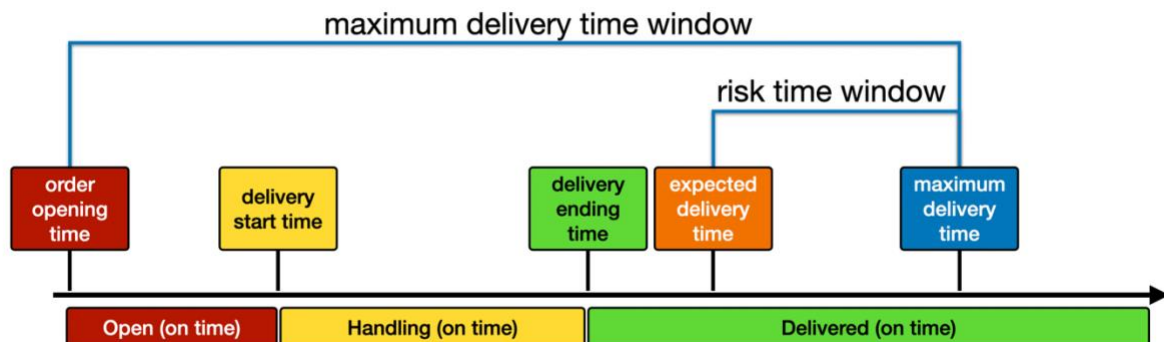 maximum delivery time window
risk time window
order
opening
time
delivery
start time
delivery
ending
time
expected
delivery
time
maximum
delivery
time
Open (on time)
Handling (on time)
Delivered (on time)